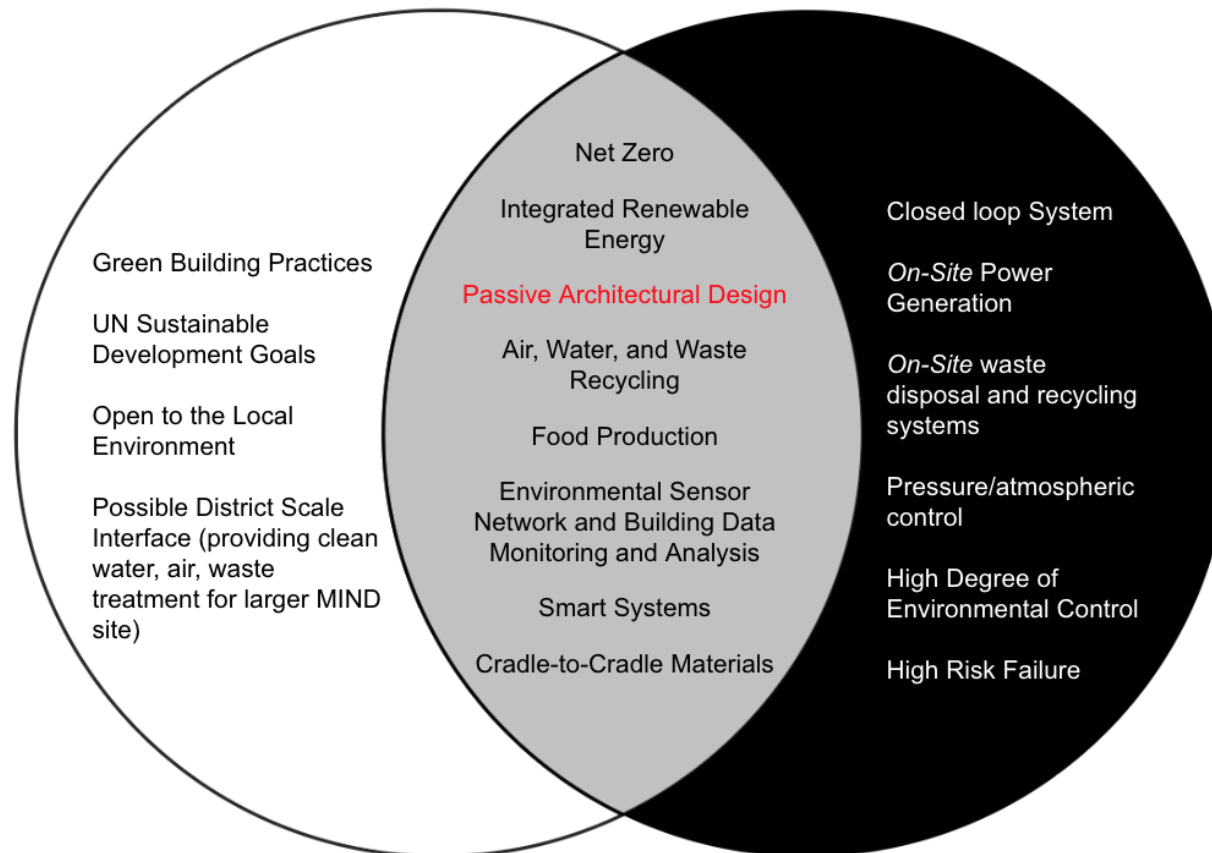 Green Building Practices
UN Sustainable
Development Goals
Open to the Local
Environment
Possible District Scale
Interface (providing clean
water, air, waste
treatment for larger MIND
site)
Net Zero
Integrated Renewable
Energy
Passive Architectural Design
Air, Water, and Waste
Recycling
Food Production
Environmental Sensor
Network and Building Data
Monitoring and Analysis
Smart Systems
Cradle-to-Cradle Materials
Closed loop System
On-Site Power
Generation
On-Site waste
disposal and recycling
systems
Pressure/atmospheric
control
High Degree of
Environmental Control
High Risk Failure